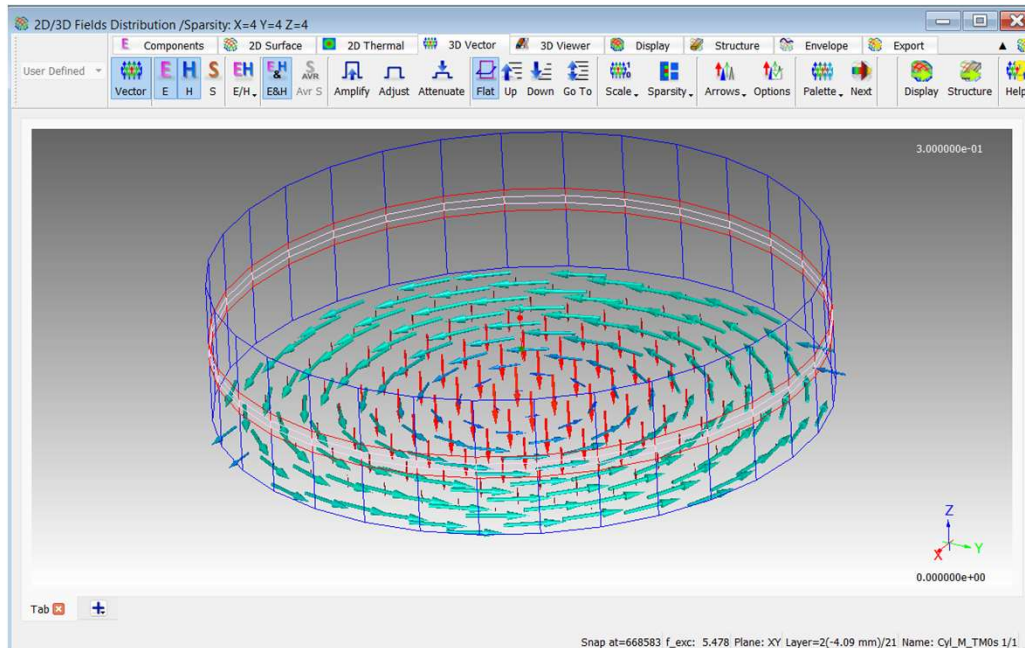 2D/3D Fields Distribution /Sparsity: X=4 Y=4 Z=4
E Components 2D Surface 2D Thermal 3D Vector 3D Viewer Display Structure Envelope Export
User Defined
E H S EH E&H S AVR
Vector E H S E/H E&H Avr S Amplify Adjust Attenuate Flat Up Down Go To Scale Sparsity Arrows Options Palette Next Display Structure Help
3.000000e-01
Z
X Y
0.000000e+00
Tab
Snap at=668583 f_exc: 5.478 Plane: XY Layer=2(-4.09 mm)/21 Name: Cyl_M_TM0s 1/1